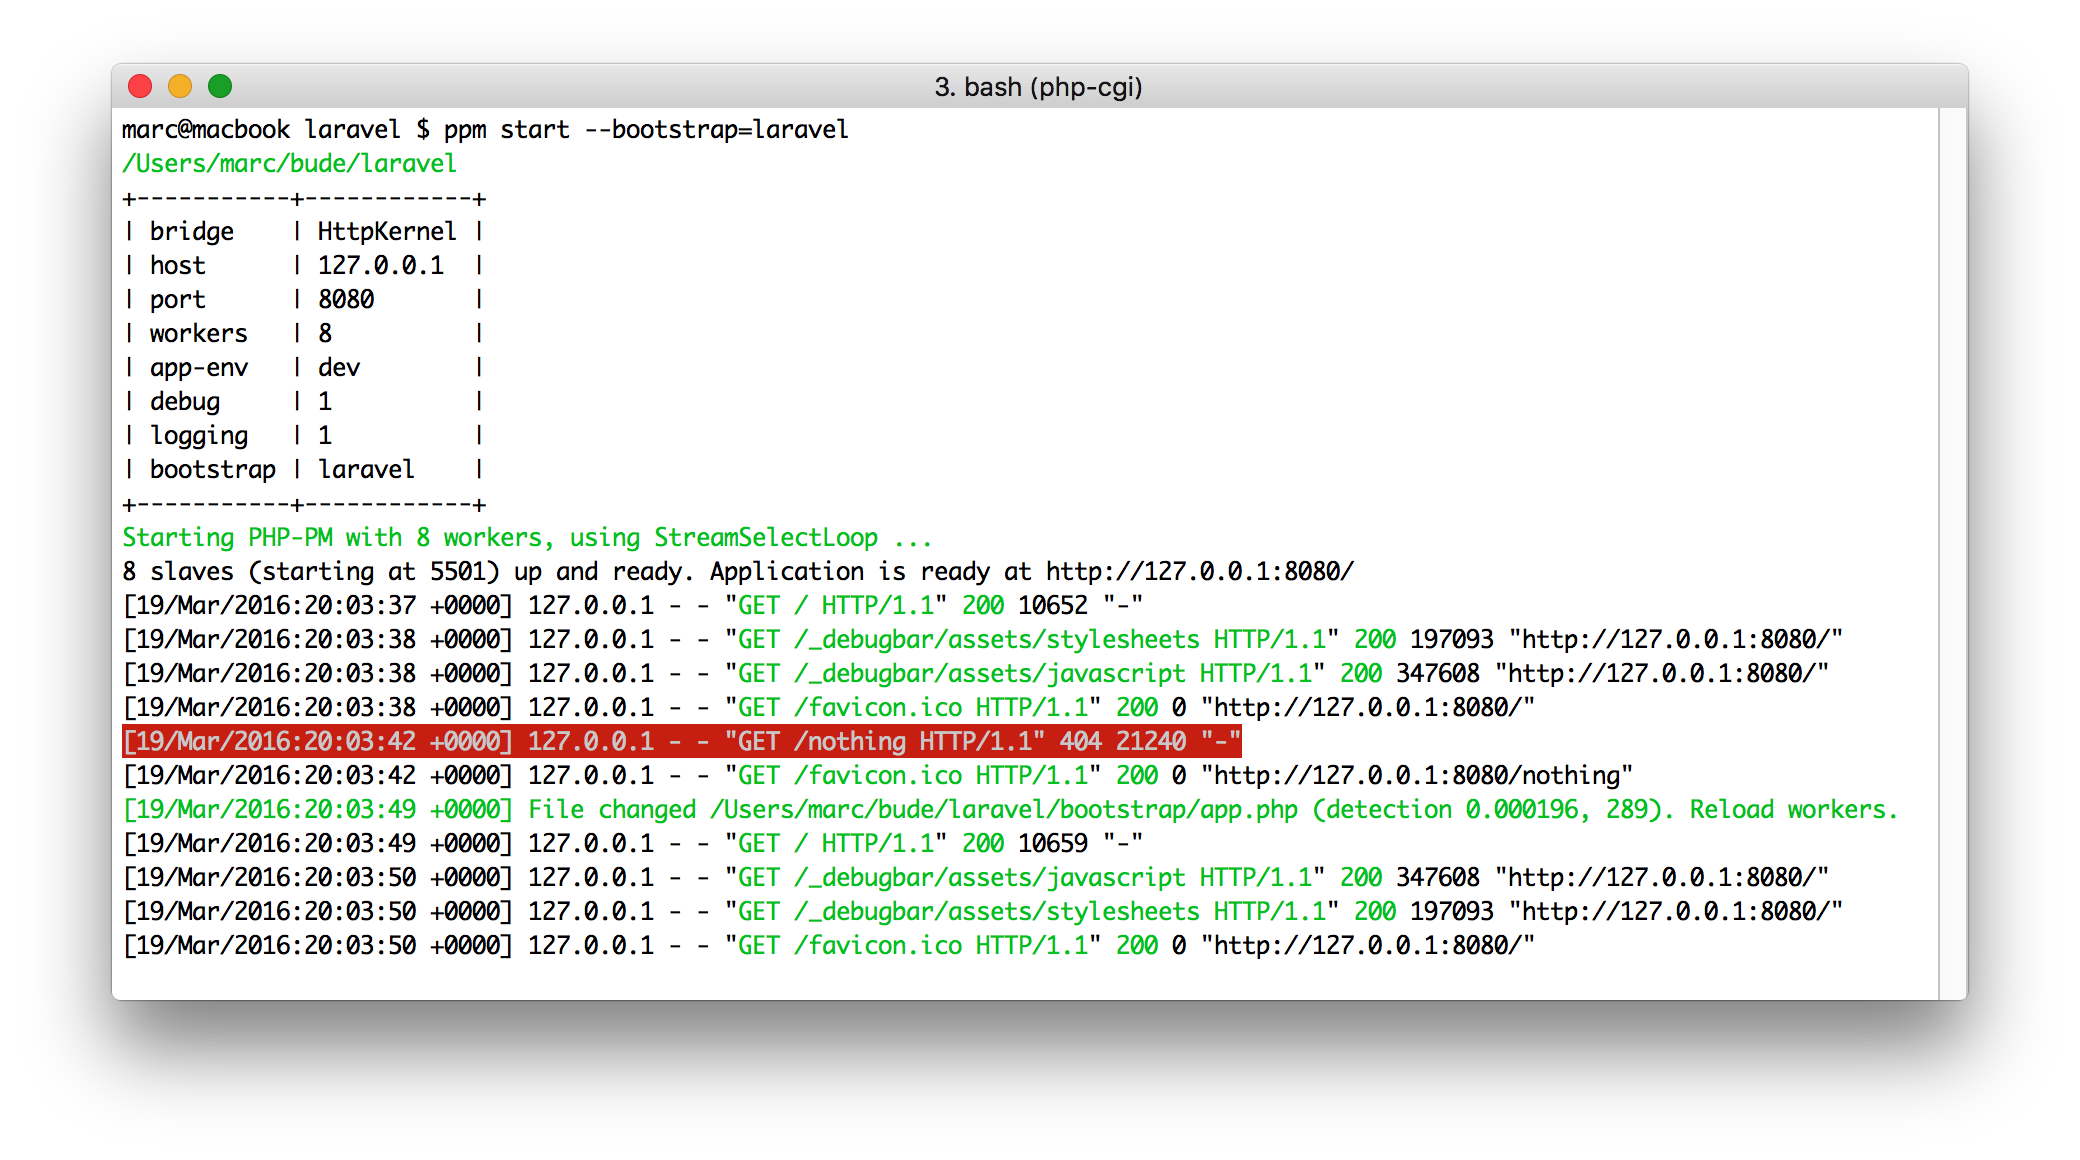 3. bash (php-cgi)
marc@macbook laravel $ ppm start --bootstrap=laravel
/Users/marc/bude/laravel
+-----------+------------+
| bridge    | HttpKernel |
| host      | 127.0.0.1  |
| port      | 8080       |
| workers   | 8          |
| app-env   | dev        |
| debug     | 1          |
| logging   | 1          |
| bootstrap | laravel    |
+-----------+------------+
Starting PHP-PM with 8 workers, using StreamSelectLoop ...
8 slaves (starting at 5501) up and ready. Application is ready at http://127.0.0.1:8080/
[19/Mar/2016:20:03:37 +0000] 127.0.0.1 - - "GET / HTTP/1.1" 200 10652 "-"
[19/Mar/2016:20:03:38 +0000] 127.0.0.1 - - "GET /_debugbar/assets/stylesheets HTTP/1.1" 200 197093 "http://127.0.0.1:8080/"
[19/Mar/2016:20:03:38 +0000] 127.0.0.1 - - "GET /_debugbar/assets/javascript HTTP/1.1" 200 347608 "http://127.0.0.1:8080/"
[19/Mar/2016:20:03:38 +0000] 127.0.0.1 - - "GET /favicon.ico HTTP/1.1" 200 0 "http://127.0.0.1:8080/"
[19/Mar/2016:20:03:42 +0000] 127.0.0.1 - - "GET /nothing HTTP/1.1" 404 21240 "-"
[19/Mar/2016:20:03:42 +0000] 127.0.0.1 - - "GET /favicon.ico HTTP/1.1" 200 0 "http://127.0.0.1:8080/nothing"
[19/Mar/2016:20:03:49 +0000] File changed /Users/marc/bude/laravel/bootstrap/app.php (detection 0.000196, 289). Reload workers.
[19/Mar/2016:20:03:49 +0000] 127.0.0.1 - - "GET / HTTP/1.1" 200 10659 "-"
[19/Mar/2016:20:03:50 +0000] 127.0.0.1 - - "GET /_debugbar/assets/javascript HTTP/1.1" 200 347608 "http://127.0.0.1:8080/"
[19/Mar/2016:20:03:50 +0000] 127.0.0.1 - - "GET /_debugbar/assets/stylesheets HTTP/1.1" 200 197093 "http://127.0.0.1:8080/"
[19/Mar/2016:20:03:50 +0000] 127.0.0.1 - - "GET /favicon.ico HTTP/1.1" 200 0 "http://127.0.0.1:8080/"